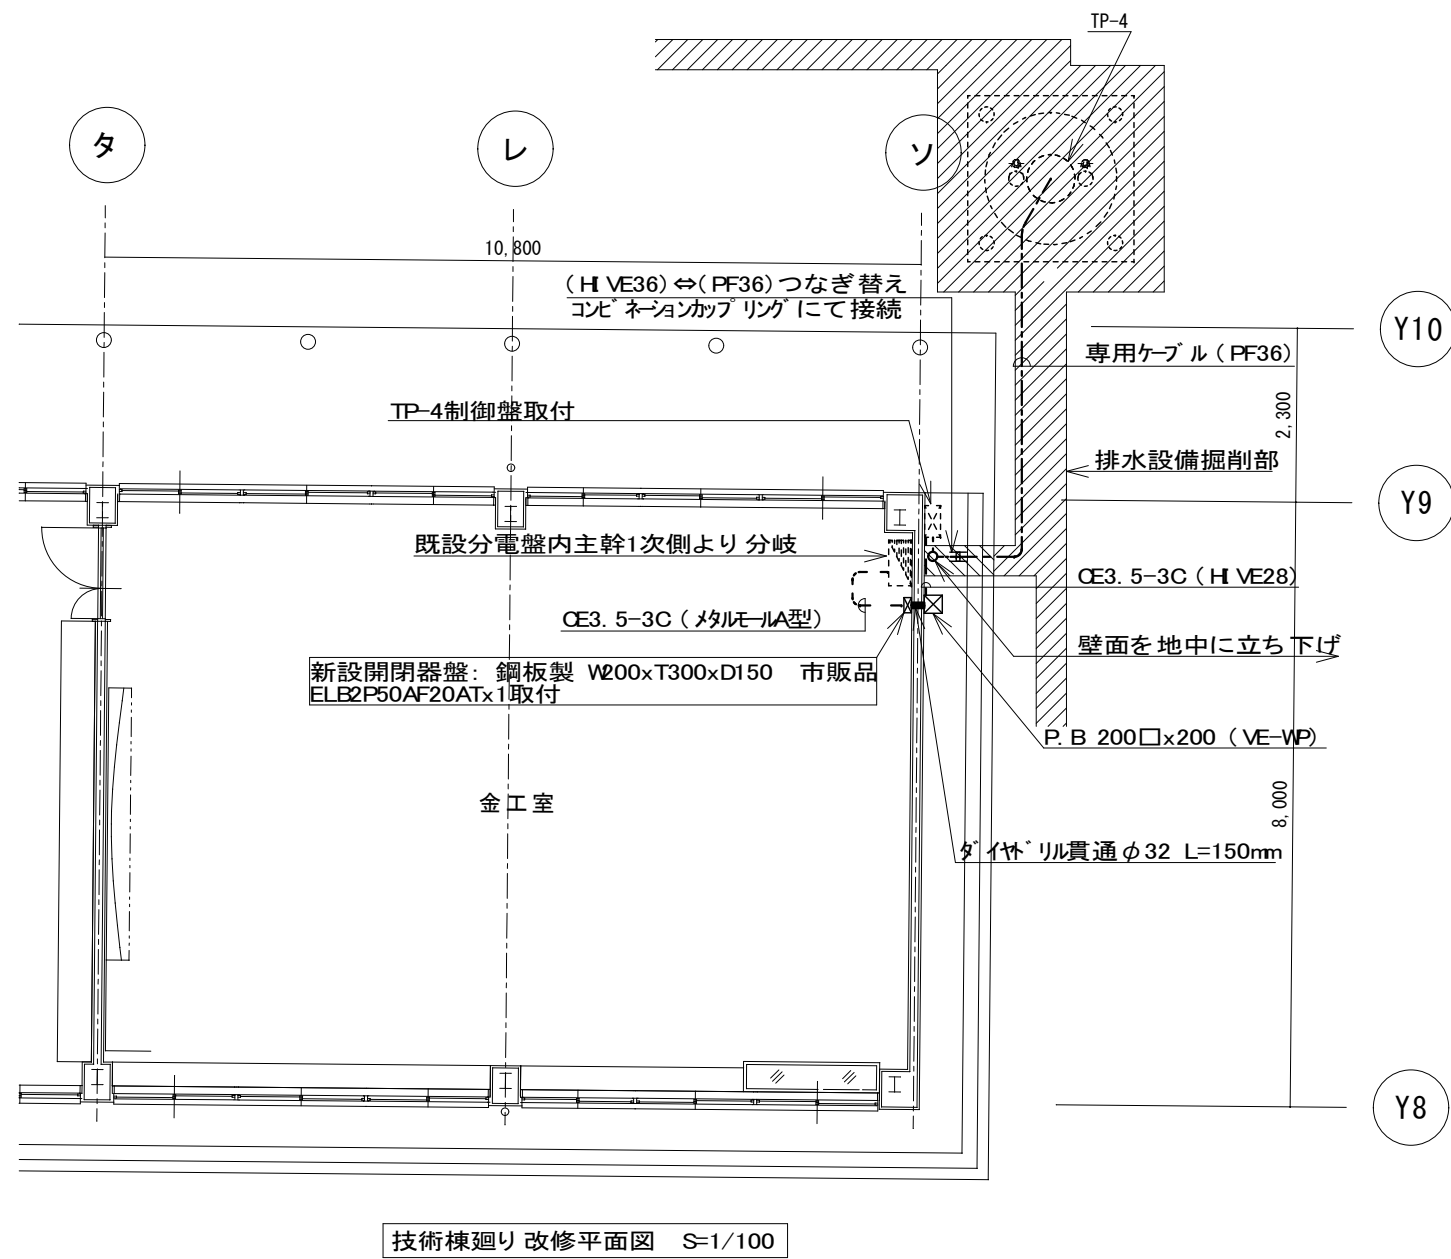 TP-4
タ
レ
ソ
10,800
(HIVE36)⇔(PF36)つなぎ替え
コンビネーションカップリングにて接続
Y10
専用ケーブル(PF36)
2,300
TP-4制御盤取付
排水設備掘削部
Y9
既設分電盤内主幹1次側より分岐
CE3.5-3C(HIVE28)
CE3.5-3C(メタルモールA型)
壁面を地中に立ち下げ
新設開閉器盤：鋼板製 W200xT300xD150 市販品
ELB2P50AF20ATx1取付
P.B 200□x200 (VE-WP)
金工室
8,000
ダイヤドリル貫通φ32 L=150mm
Y8
技術棟廻り改修平面図 S=1/100